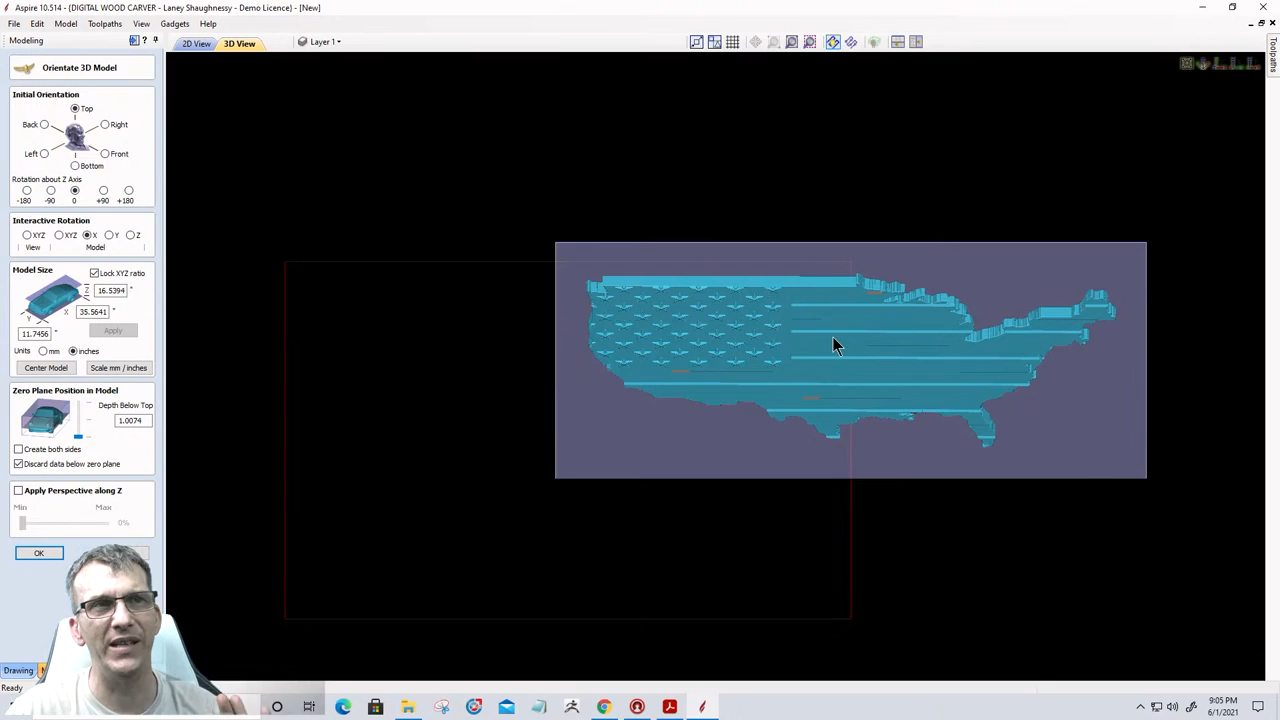 Aspire 10.514 - (DIGITAL WOOD CARVER - Laney Shaughnessy - Demo Licence) - [New]
File Edit Model Toolpaths View Gadgets Help
Modeling
2D View 3D View Layer 1
Toolpaths
Orientate 3D Model
Initial Orientation
Top
Back Right
Left Front
Bottom
Rotation about Z Axis
-180 -90 0 +90 +180
Interactive Rotation
XYZ XYZ X Y Z
View Model
Model Size Lock XYZ ratio
Z 16.5394 "
X 35.5641 "
Y
11.7456 " Apply
Units mm inches
Center Model Scale mm / inches
Zero Plane Position in Model
Depth Below Top
1.0074
Create both sides
Discard data below zero plane
Apply Perspective along Z
Min Max
0%
OK
Drawing
Ready
9:05 PM
6/1/2021